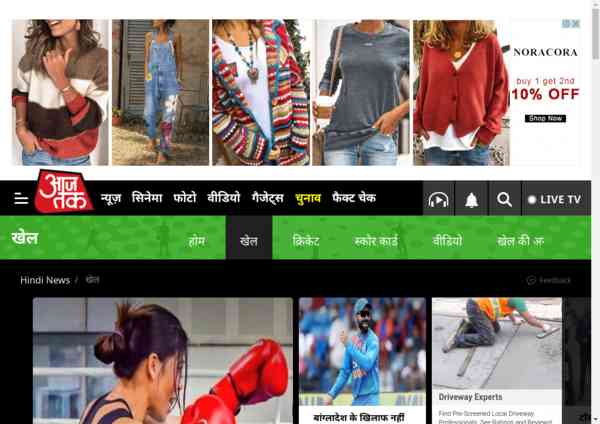 NORACORA
buy 1 get 2nd
10% OFF
Shop Now
आज तक
न्यूज़ सिनेमा फोटो वीडियो गैजेट्स चुनाव फैक्ट चेक
LIVE TV
खेल
होम खेल क्रिकेट स्कोर कार्ड वीडियो खेल की
Hindi News / खेल
Feedback
बांग्लादेश के खिलाफ नहीं
Driveway Experts
Find Pre-Screened Local Driveway
Professionals. See Ratings and Reviews